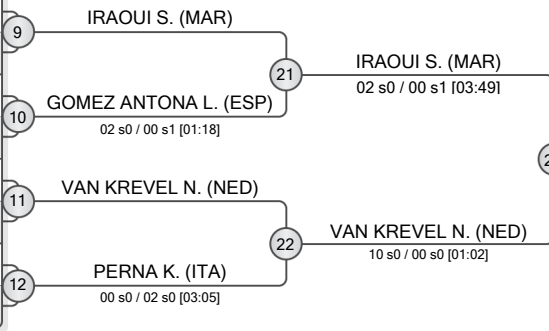 9
IRAOUI S. (MAR)
21
IRAOUI S. (MAR)
02 s0 / 00 s1 [03:49]
10
GOMEZ ANTONA L. (ESP)
02 s0 / 00 s1 [01:18]
11
VAN KREVEL N. (NED)
22
VAN KREVEL N. (NED)
10 s0 / 00 s0 [01:02]
12
PERNA K. (ITA)
00 s0 / 02 s0 [03:05]